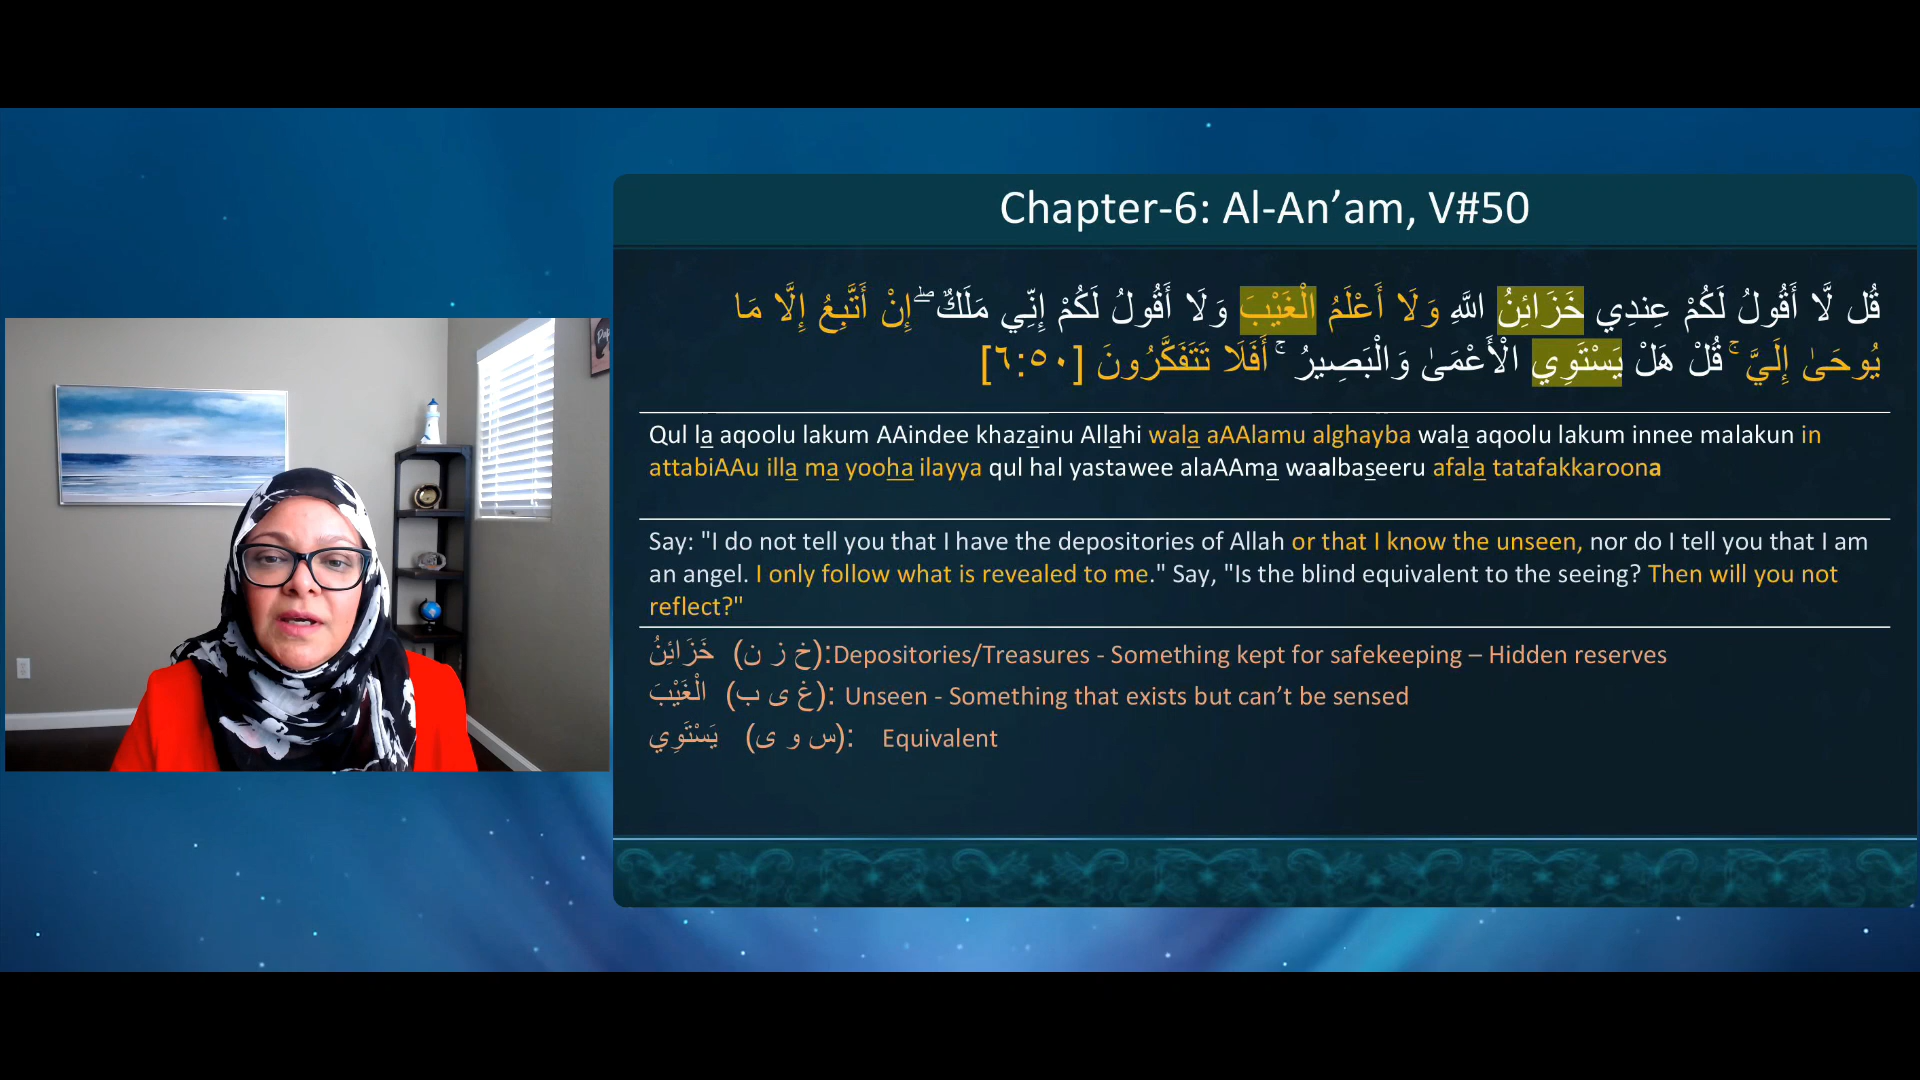 Chapter-6: Al-An’am, V#50
قُل لَّا أَقُولُ لَكُمْ عِندِي خَزَائِنُ اللَّهِ وَلَا أَعْلَمُ الْغَيْبَ وَلَا أَقُولُ لَكُمْ إِنِّي مَلَكٌ ۖ إِنْ أَتَّبِعُ إِلَّا مَا
يُوحَىٰ إِلَيَّ ۚ قُلْ هَلْ يَسْتَوِي الْأَعْمَىٰ وَالْبَصِيرُ ۚ أَفَلَا تَتَفَكَّرُونَ [٦:٥٠]
Qul la aqoolu lakum AAindee khazainu Allahi wala aAAlamu alghayba wala aqoolu lakum innee malakun in
attabiAAu illa ma yooha ilayya qul hal yastawee alaAAma waalbaseeru afala tatafakkaroona
Say: "I do not tell you that I have the depositories of Allah or that I know the unseen, nor do I tell you that I am
an angel. I only follow what is revealed to me." Say, "Is the blind equivalent to the seeing? Then will you not
reflect?"
خَزَائِنُ (خ ز ن):Depositories/Treasures - Something kept for safekeeping – Hidden reserves
الْغَيْبَ (غ ى ب): Unseen - Something that exists but can’t be sensed
يَسْتَوِي (س و ى): Equivalent